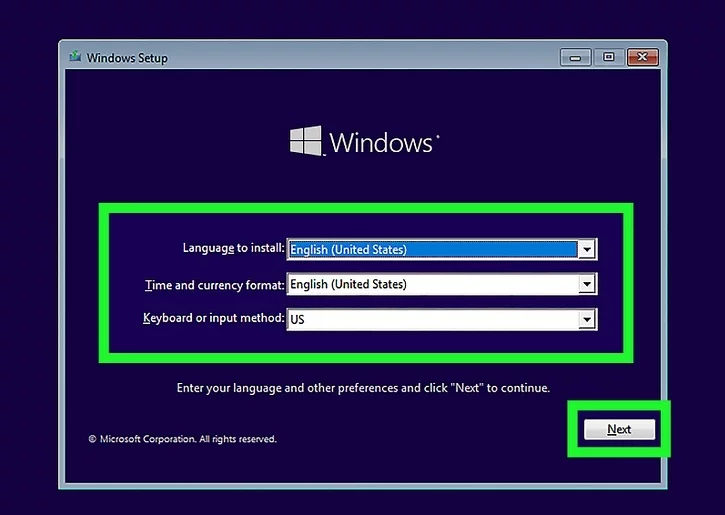 Windows Setup
Windows
Language to install: English (United States)
Time and currency format: English (United States)
Keyboard or input method: US
Enter your language and other preferences and click "Next" to continue.
Next
© Microsoft Corporation. All rights reserved.